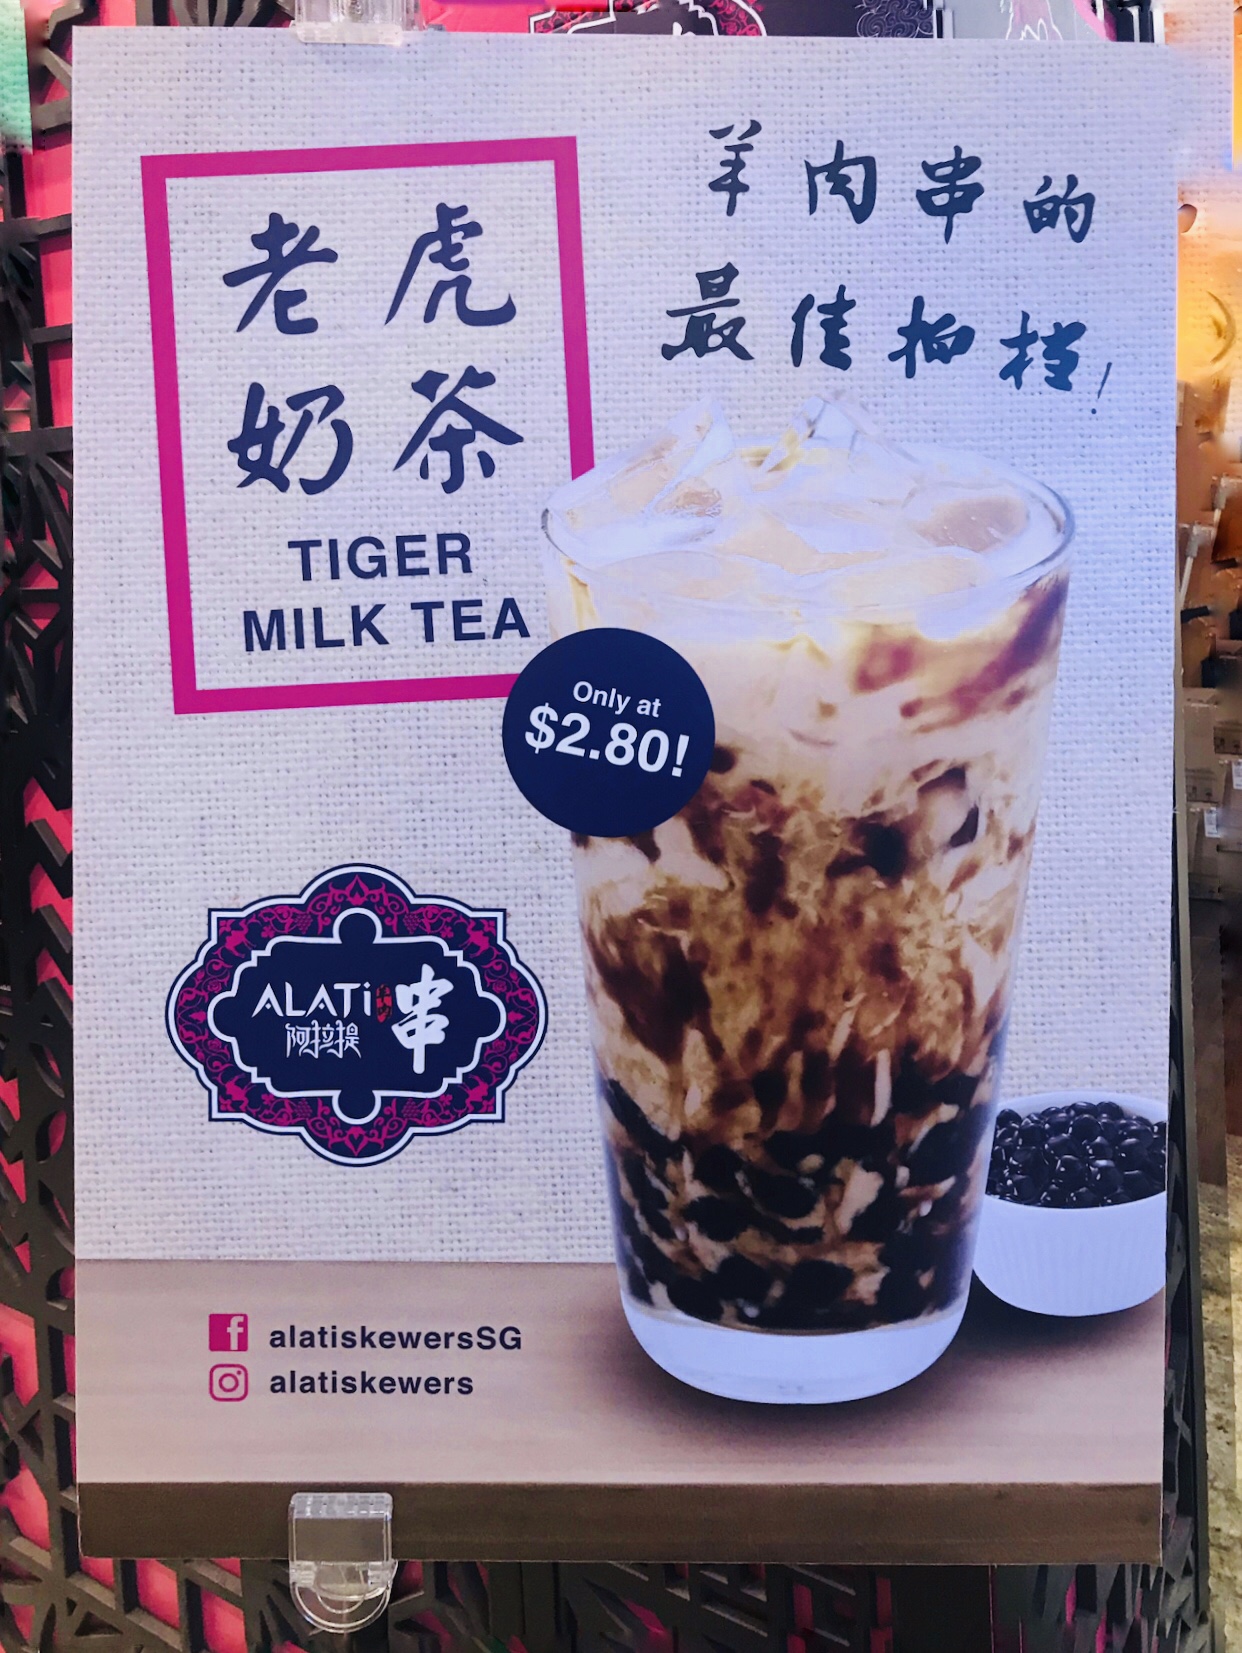 老虎
奶茶
TIGER
MILK TEA
羊肉串的
最佳拍档!
Only at
$2.80!
ALATi
阿拉提
串
alatiskewersSG
alatiskewers